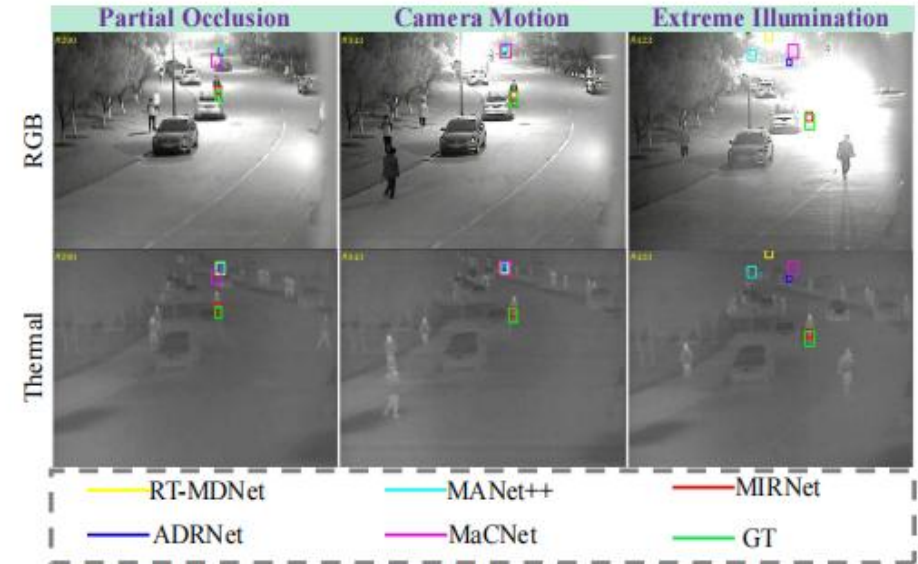 Partial Occlusion
Camera Motion
Extreme Illumination
RGB
Thermal
RT-MDNet
MANet++
MIRNet
ADRNet
MaCNet
GT